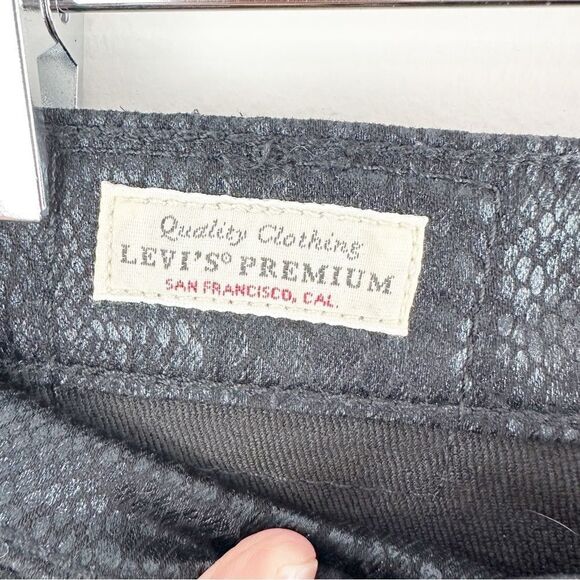 Quality Clothing
LEVI'S® PREMIUM
SAN FRANCISCO, CAL.